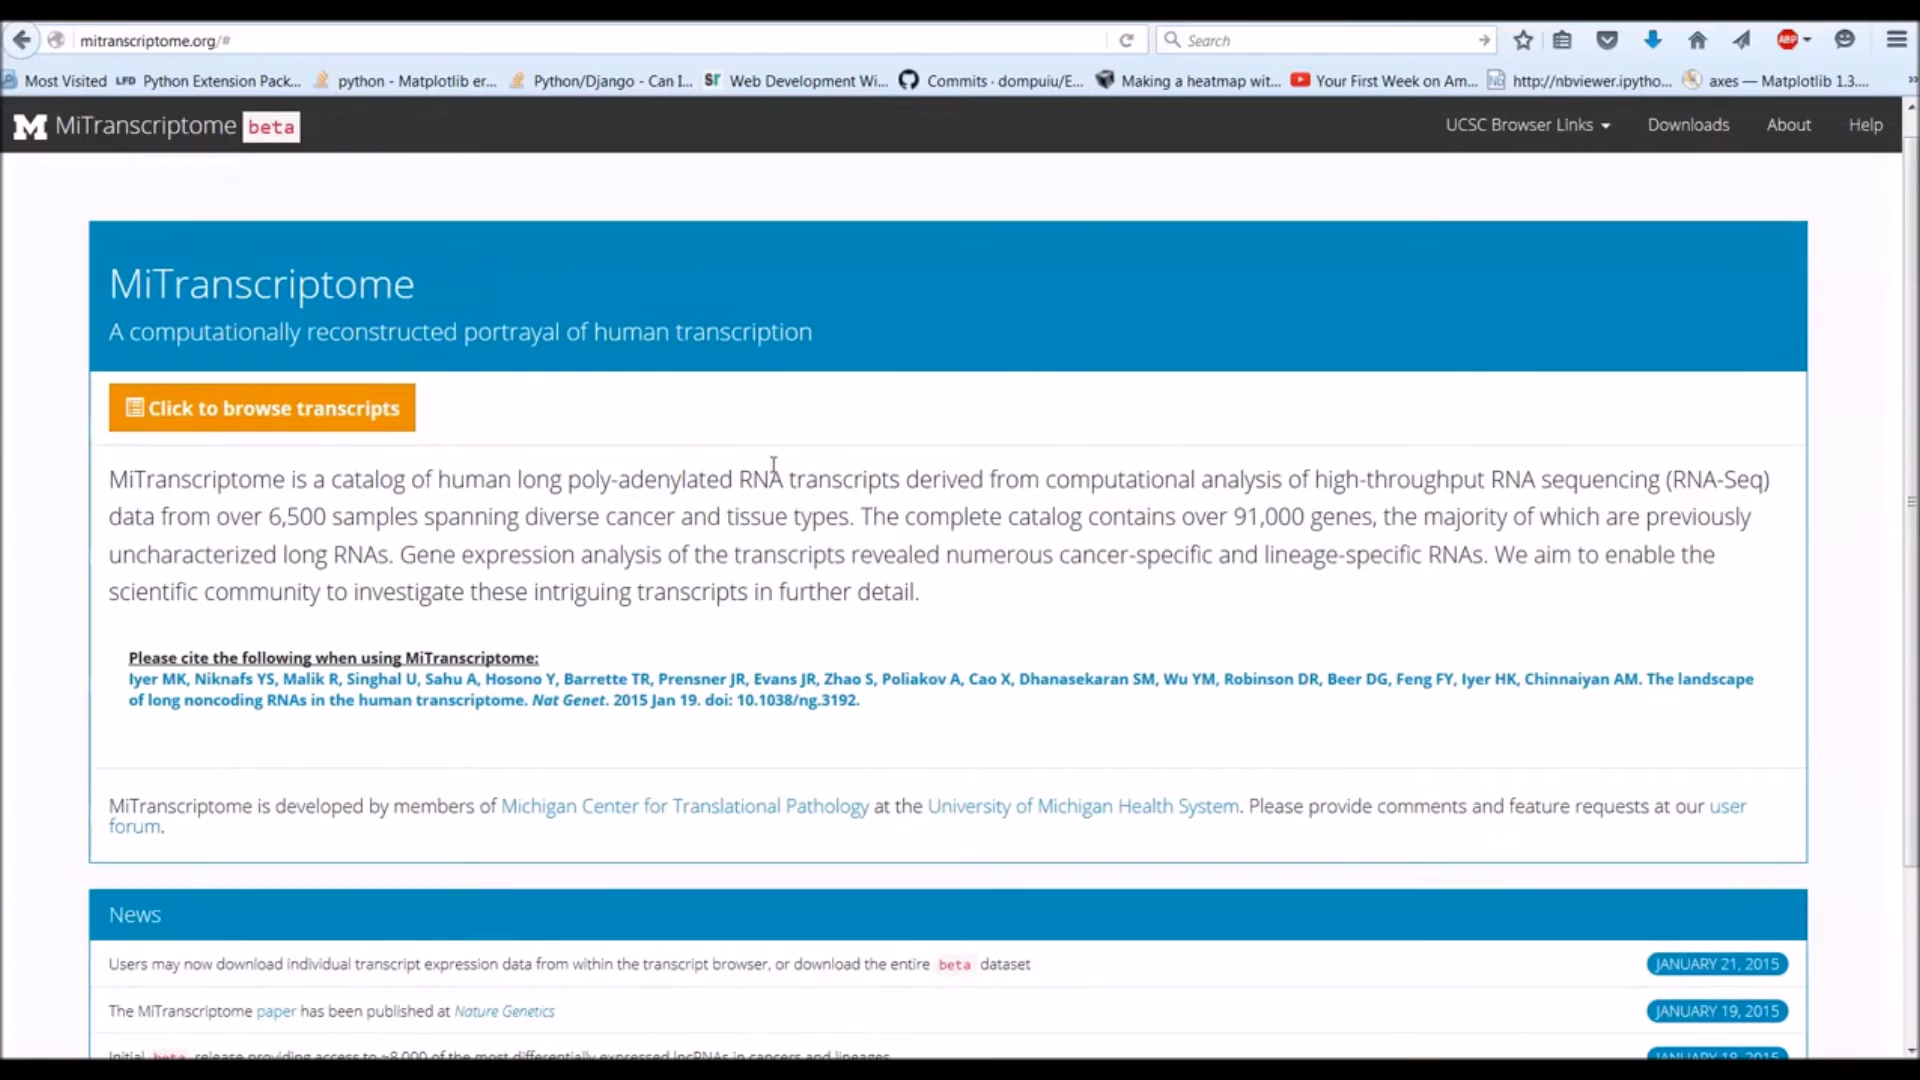 mitranscriptome.org/#
Search
ABP
Most Visited LFD Python Extension Pack... python - Matplotlib er... Python/Django - Can I... Sr Web Development Wi... Commits · dompuiu/E... Making a heatmap wit... Your First Week on Am... http://nbviewer.ipytho... axes — Matplotlib 1.3....
M MiTranscriptome beta UCSC Browser Links Downloads About Help
MiTranscriptome
A computationally reconstructed portrayal of human transcription
Click to browse transcripts
MiTranscriptome is a catalog of human long poly-adenylated RNA transcripts derived from computational analysis of high-throughput RNA sequencing (RNA-Seq)
data from over 6,500 samples spanning diverse cancer and tissue types. The complete catalog contains over 91,000 genes, the majority of which are previously
uncharacterized long RNAs. Gene expression analysis of the transcripts revealed numerous cancer-specific and lineage-specific RNAs. We aim to enable the
scientific community to investigate these intriguing transcripts in further detail.
Please cite the following when using MiTranscriptome:
Iyer MK, Niknafs YS, Malik R, Singhal U, Sahu A, Hosono Y, Barrette TR, Prensner JR, Evans JR, Zhao S, Poliakov A, Cao X, Dhanasekaran SM, Wu YM, Robinson DR, Beer DG, Feng FY, Iyer HK, Chinnaiyan AM. The landscape
of long noncoding RNAs in the human transcriptome. Nat Genet. 2015 Jan 19. doi: 10.1038/ng.3192.
MiTranscriptome is developed by members of Michigan Center for Translational Pathology at the University of Michigan Health System. Please provide comments and feature requests at our user
forum.
News
Users may now download individual transcript expression data from within the transcript browser, or download the entire beta dataset JANUARY 21, 2015
The MiTranscriptome paper has been published at Nature Genetics JANUARY 19, 2015
Initial beta release providing access to ~8,000 of the most differentially expressed lncRNAs in cancers and lineages JANUARY 18, 2015